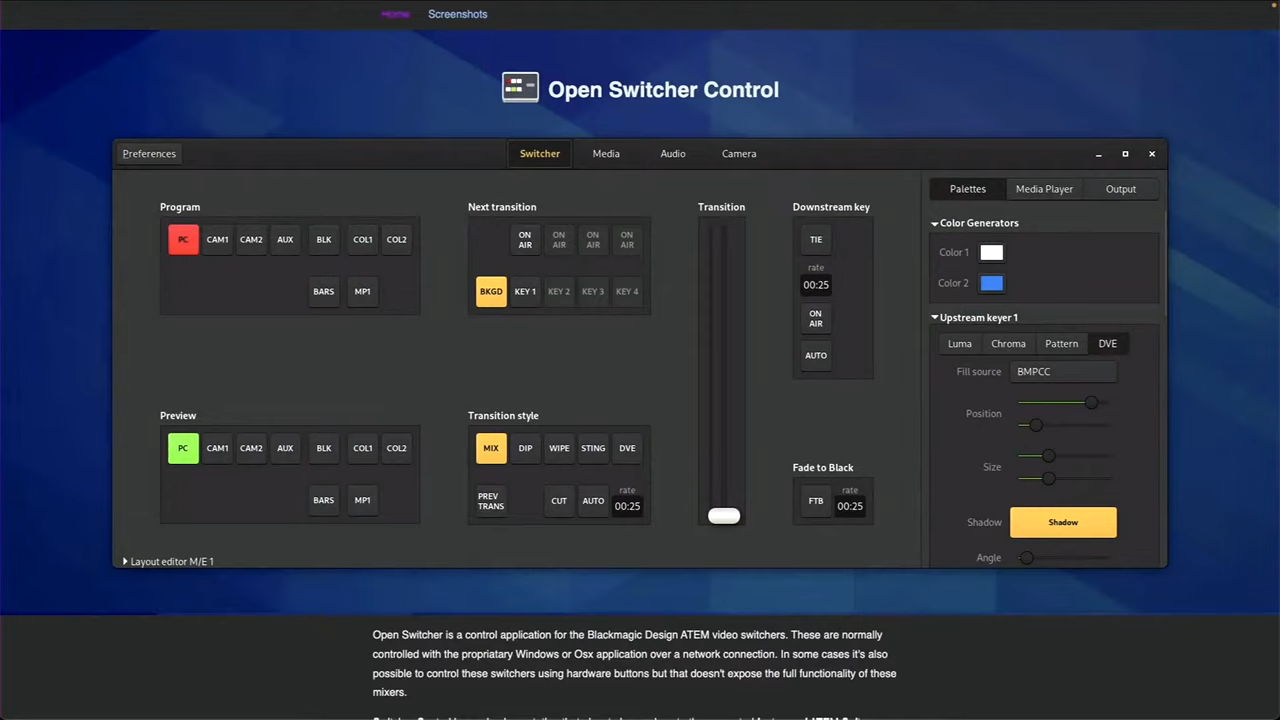 Home
Screenshots
Open Switcher Control
Preferences
Switcher
Media
Audio
Camera
Program
PC CAM1 CAM2 AUX BLK COL1 COL2
BARS MP1
Next transition
ON AIR ON AIR ON AIR ON AIR
BKGD KEY 1 KEY 2 KEY 3 KEY 4
Transition
Downstream key
TIE
rate
00:25
ON
AIR
AUTO
Palettes Media Player Output
Color Generators
Color 1
Color 2
Upstream keyer 1
Luma Chroma Pattern DVE
Fill source BMPCC
Position
Size
Shadow Shadow
Angle
Preview
PC CAM1 CAM2 AUX BLK COL1 COL2
BARS MP1
Transition style
MIX DIP WIPE STING DVE
PREV
TRANS
CUT AUTO
rate
00:25
Fade to Black
FTB
rate
00:25
Layout editor M/E 1
Open Switcher is a control application for the Blackmagic Design ATEM video switchers. These are normally
controlled with the propriatary Windows or Osx application over a network connection. In some cases it's also
possible to control these switchers using hardware buttons but that doesn't expose the full functionality of these
mixers.